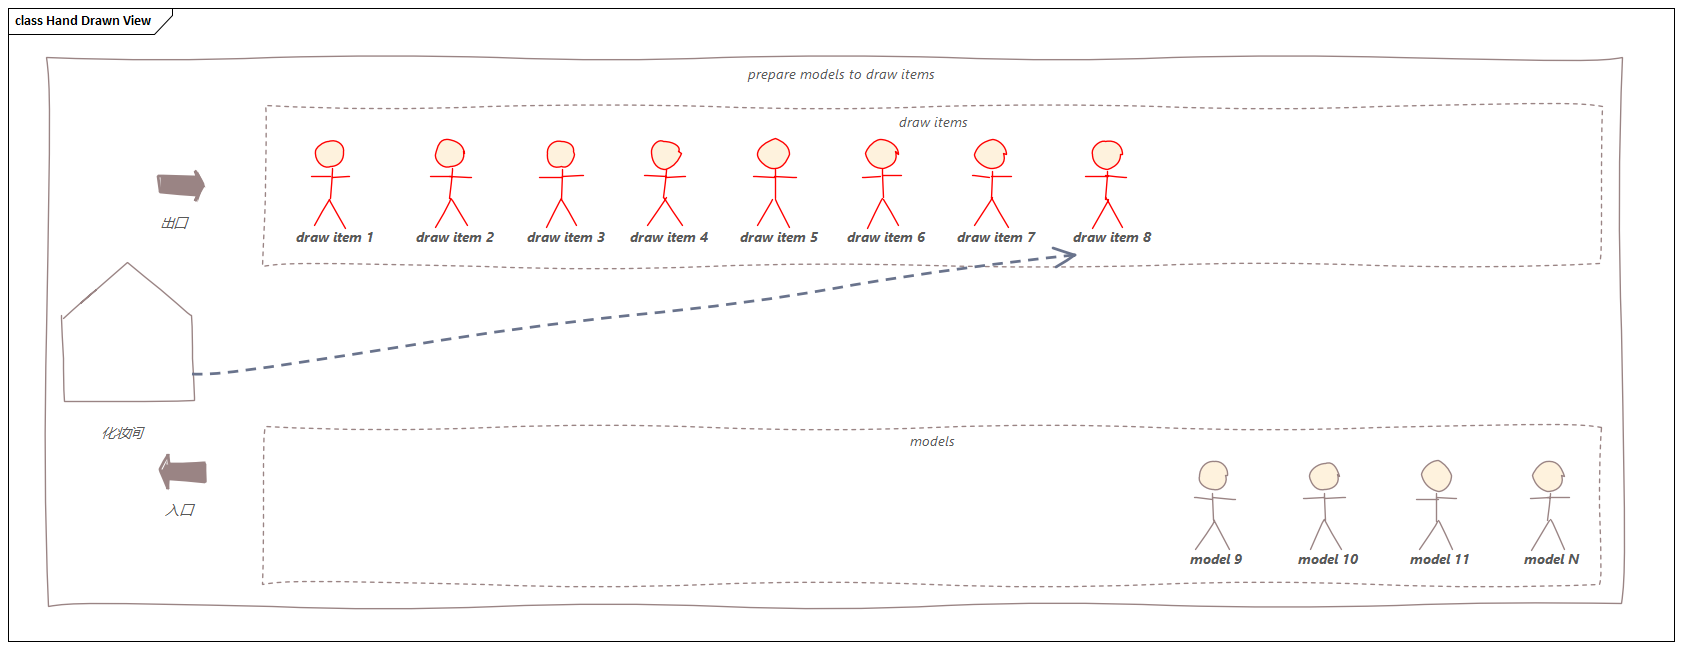 class Hand Drawn View
prepare models to draw items
draw items
draw item 1
draw item 2
draw item 3
draw item 4
draw item 5
draw item 6
draw item 7
draw item 8
出口
化妆间
入口
models
model 9
model 10
model 11
model N